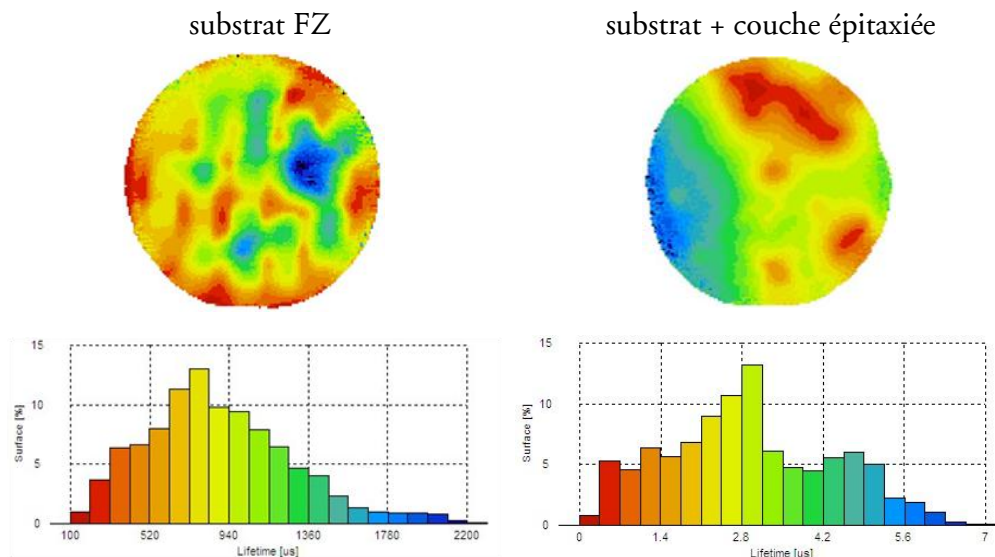 substrat FZ
substrat + couche épitaxiée
15
10
5
0
Surface [%]
100 520 940 1360 1780 2200
Lifetime [us]
15
10
5
0
Surface [%]
0 1.4 2.8 4.2 5.6 7
Lifetime [us]